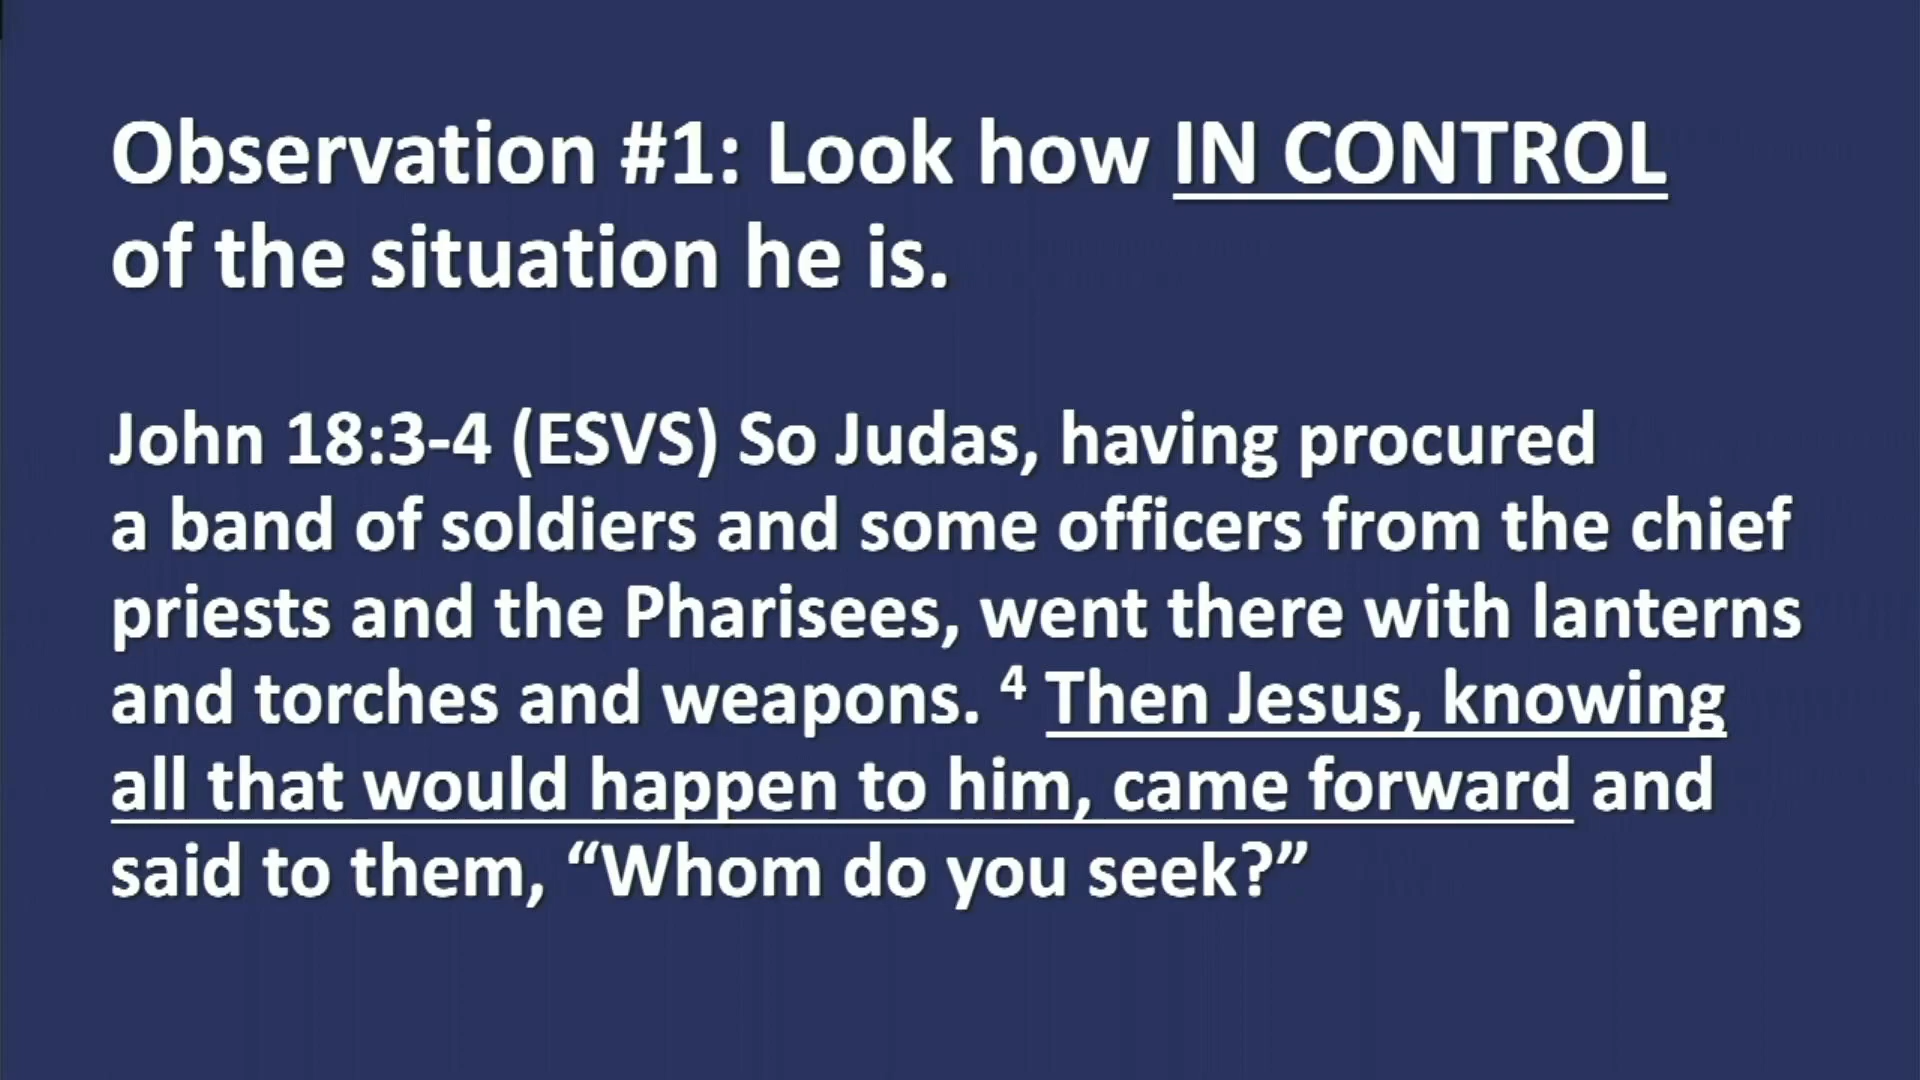 Observation #1: Look how IN CONTROL
of the situation he is.
John 18:3-4 (ESVS) So Judas, having procured
a band of soldiers and some officers from the chief
priests and the Pharisees, went there with lanterns
and torches and weapons. ⁴ Then Jesus, knowing
all that would happen to him, came forward and
said to them, “Whom do you seek?”